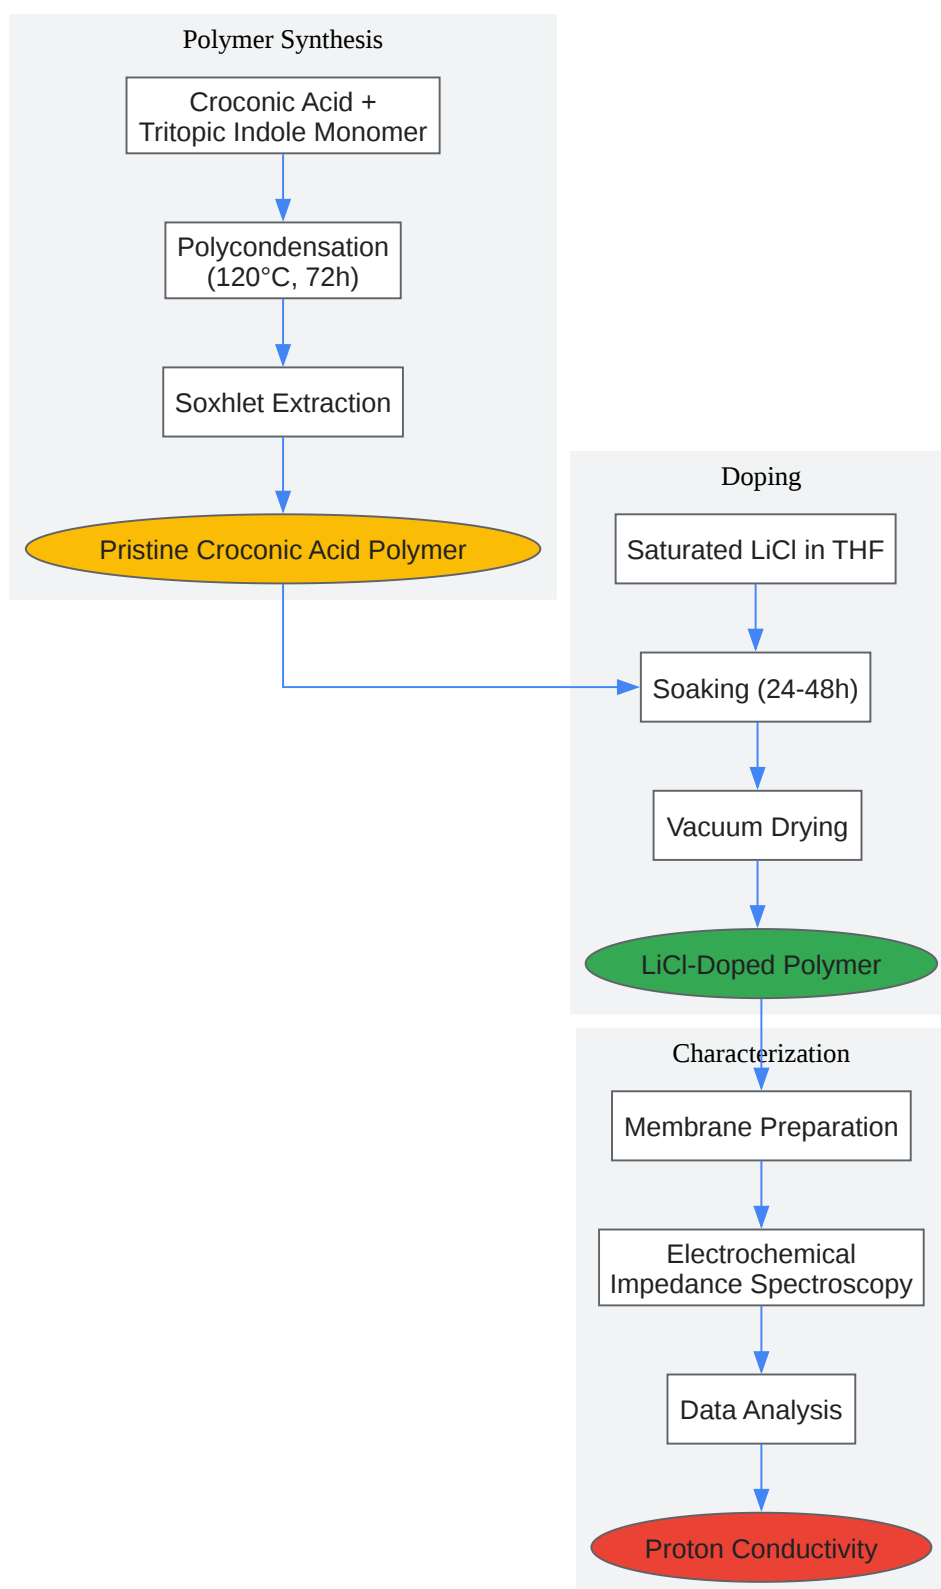 Polymer Synthesis
Croconic Acid +
Tritopic Indole Monomer
Polycondensation
(120°C, 72h)
Soxhlet Extraction
Pristine Croconic Acid Polymer
Doping
Saturated LiCl in THF
Soaking (24-48h)
Vacuum Drying
LiCl-Doped Polymer
Characterization
Membrane Preparation
Electrochemical
Impedance Spectroscopy
Data Analysis
Proton Conductivity